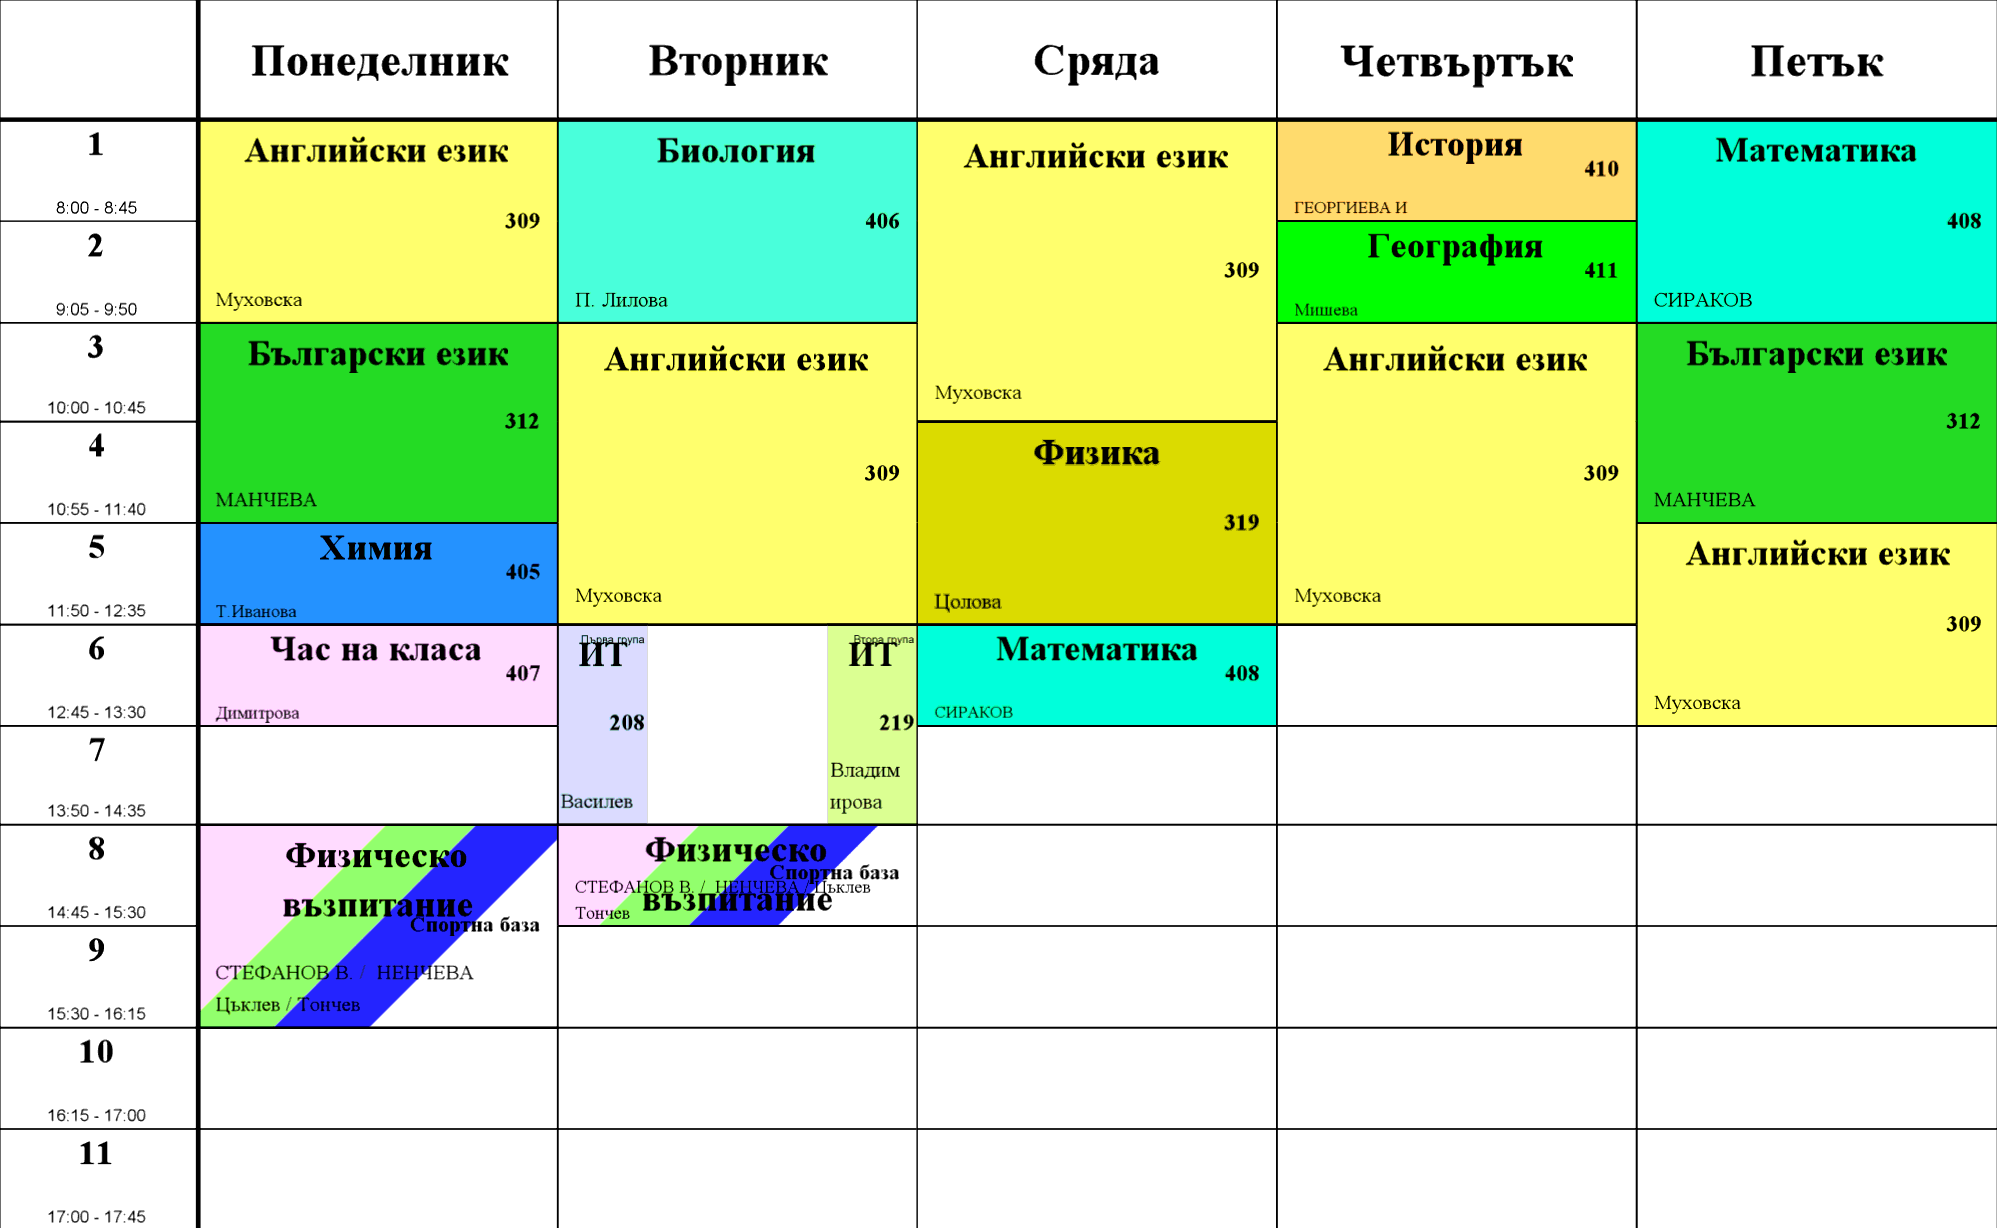 Понеделник
Вторник
Сряда
Четвъртък
Петък
1
8:00 - 8:45
Английски език
309
Муховска
Биология
406
П. Лилова
Английски език
309
Муховска
История
410
ГЕОРГИЕВА И
Математика
408
СИРАКОВ
2
9:05 - 9:50
География
411
Мишева
3
10:00 - 10:45
Български език
312
МАНЧЕВА
Английски език
309
Муховска
Английски език
309
Муховска
Български език
312
МАНЧЕВА
4
10:55 - 11:40
Физика
319
Цолова
5
11:50 - 12:35
Химия
405
Т.Иванова
Английски език
309
Муховска
6
12:45 - 13:30
Час на класа
407
Димитрова
Първа група
ИТ
208
Василев
Втора група
ИТ
219
Владим
ирова
Математика
408
СИРАКОВ
7
13:50 - 14:35
8
14:45 - 15:30
Физическо
възпитание
Спортна база
СТЕФАНОВ В. / НЕНЧЕВА
Цъклев / Тончев
Физическо
възпитание
Спортна база
СТЕФАНОВ В. / НЕНЧЕВА / Цъклев
Тончев
9
15:30 - 16:15
10
16:15 - 17:00
11
17:00 - 17:45